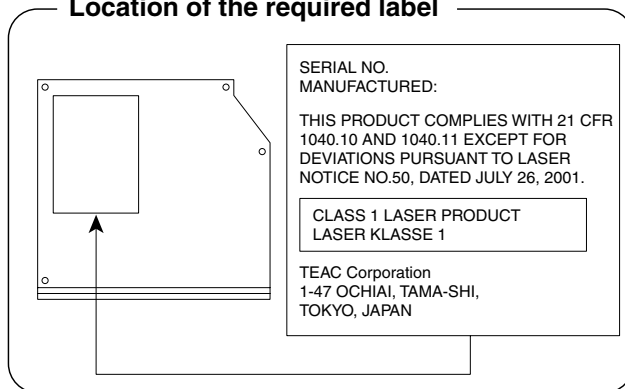 Location of the required label
SERIAL NO.
MANUFACTURED:
THIS PRODUCT COMPLIES WITH 21 CFR
1040.10 AND 1040.11 EXCEPT FOR
DEVIATIONS PURSUANT TO LASER
NOTICE NO.50, DATED JULY 26, 2001.
CLASS 1 LASER PRODUCT
LASER KLASSE 1
TEAC Corporation
1-47 OCHIAI, TAMA-SHI,
TOKYO, JAPAN